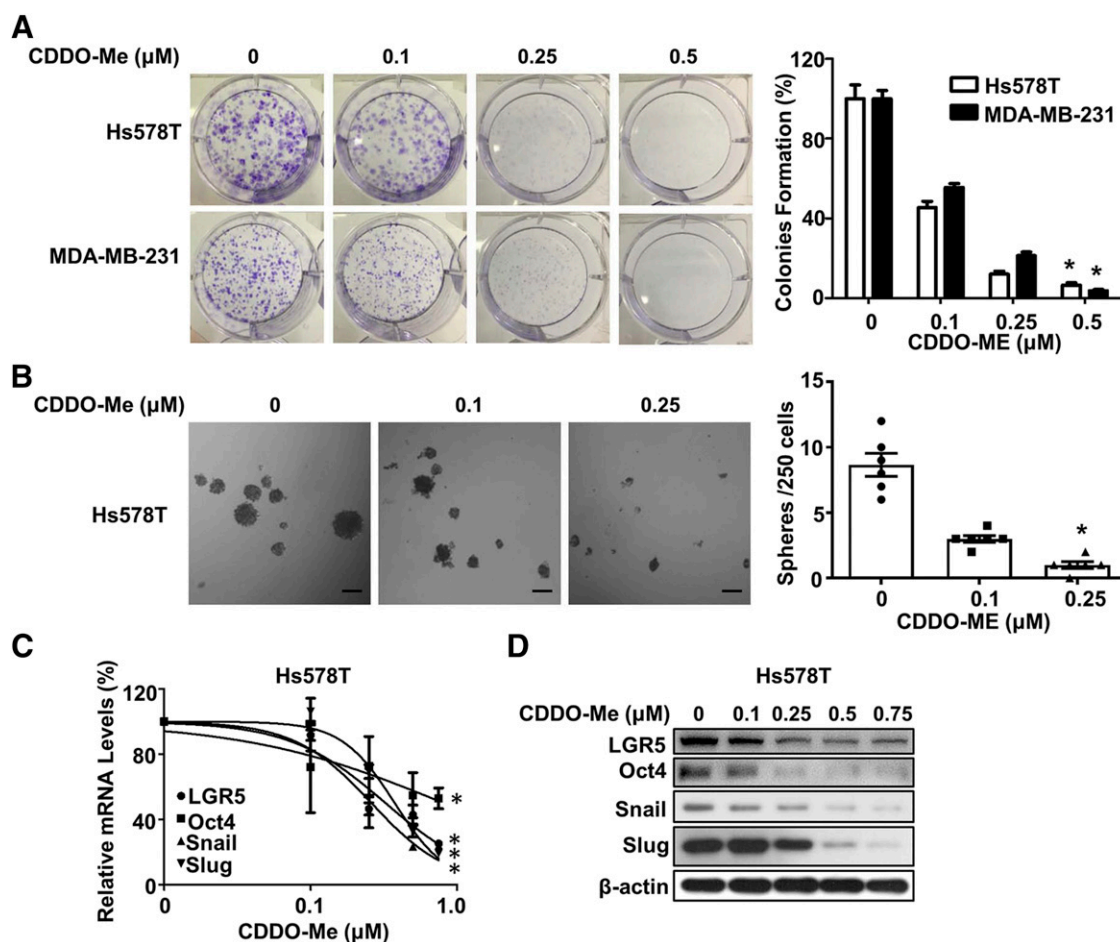 A
CDDO-Me (µM) 0 0.1 0.25 0.5
Hs578T
MDA-MB-231
Colonies Formation (%)
120
80
40
0
Hs578T
MDA-MB-231
* *
0 0.1 0.25 0.5
CDDO-ME (µM)
B
CDDO-Me (µM) 0 0.1 0.25
Hs578T
Spheres /250 cells
15
10
5
0
*
0 0.1 0.25
CDDO-ME (µM)
C
Hs578T
Relative mRNA Levels (%)
120
80
40
0
LGR5
Oct4
Snail
Slug
*
*
*
*
0 0.1 1.0
CDDO-Me (µM)
D
Hs578T
CDDO-Me (µM) 0 0.1 0.25 0.5 0.75
LGR5
Oct4
Snail
Slug
β-actin